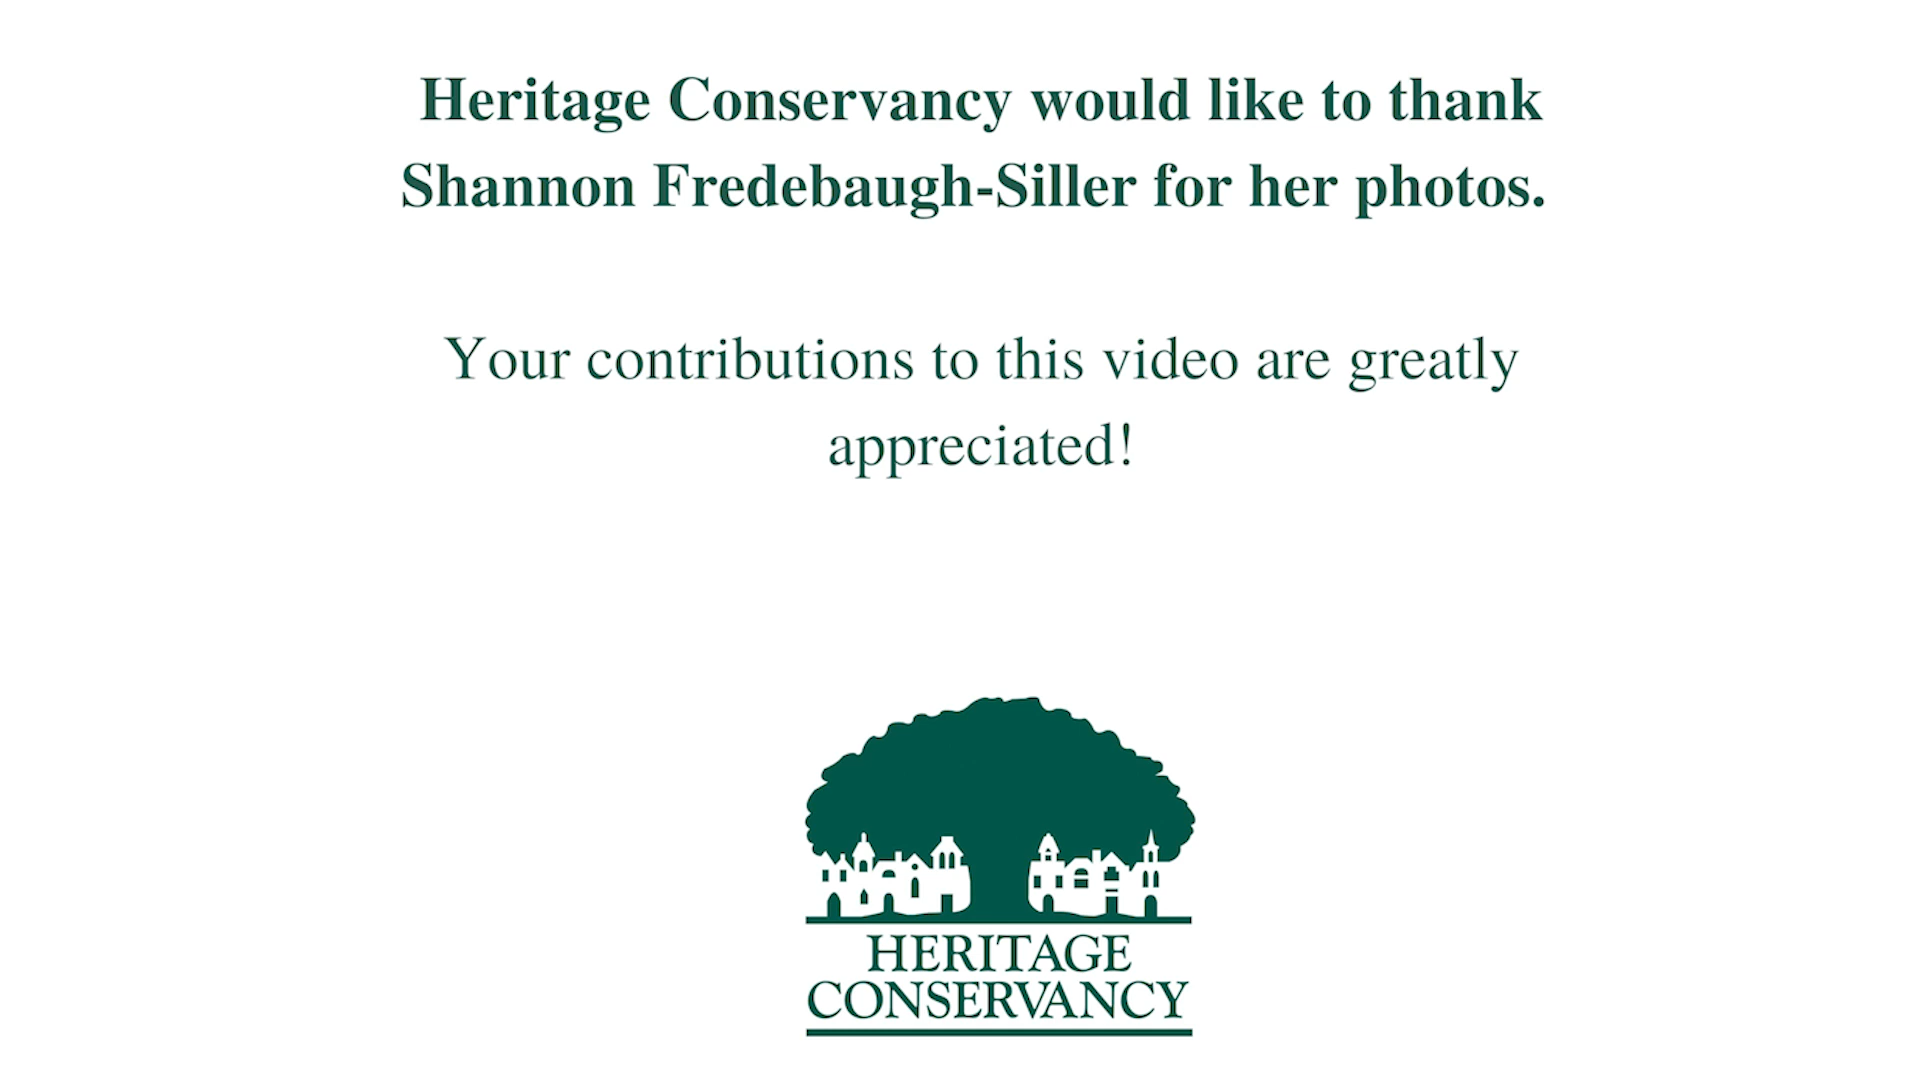 Heritage Conservancy would like to thank
Shannon Fredebaugh-Siller for her photos.
Your contributions to this video are greatly
appreciated!
HERITAGE
CONSERVANCY